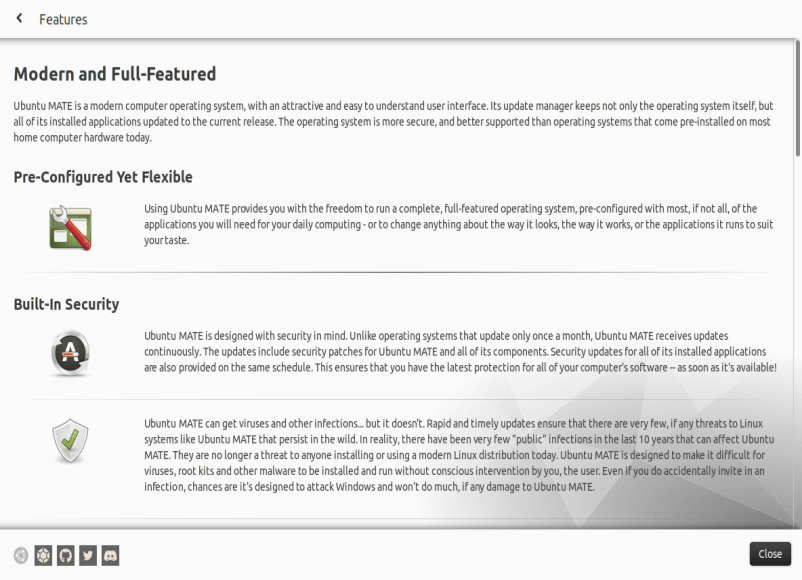 Features
Modern and Full-Featured
Ubuntu MATE is a modern computer operating system, with an attractive and easy to understand user interface. Its update manager keeps not only the operating system itself, but
all of its installed applications updated to the current release. The operating system is more secure, and better supported than operating systems that come pre-installed on most
home computer hardware today.
Pre-Configured Yet Flexible
Using Ubuntu MATE provides you with the freedom to run a complete, full-featured operating system, pre-configured with most, if not all, of the
applications you will need for your daily computing - or to change anything about the way it looks, the way it works, or the applications it runs to suit
your taste.
Built-In Security
Ubuntu MATE is designed with security in mind. Unlike operating systems that update only once a month, Ubuntu MATE receives updates
continuously. The updates include security patches for Ubuntu MATE and all of its components. Security updates for all of its installed applications
are also provided on the same schedule. This ensures that you have the latest protection for all of your computer's software – as soon as it's available!
Ubuntu MATE can get viruses and other infections... but it doesn't. Rapid and timely updates ensure that there are very few, if any threats to Linux
systems like Ubuntu MATE that persist in the wild. In reality, there have been very few "public" infections in the last 10 years that can affect Ubuntu
MATE. They are no longer a threat to anyone installing or using a modern Linux distribution today. Ubuntu MATE is designed to make it difficult for
viruses, root kits and other malware to be installed and run without conscious intervention by you, the user. Even if you do accidentally invite in an
infection, chances are it's designed to attack Windows and won't do much, if any damage to Ubuntu MATE.
Close